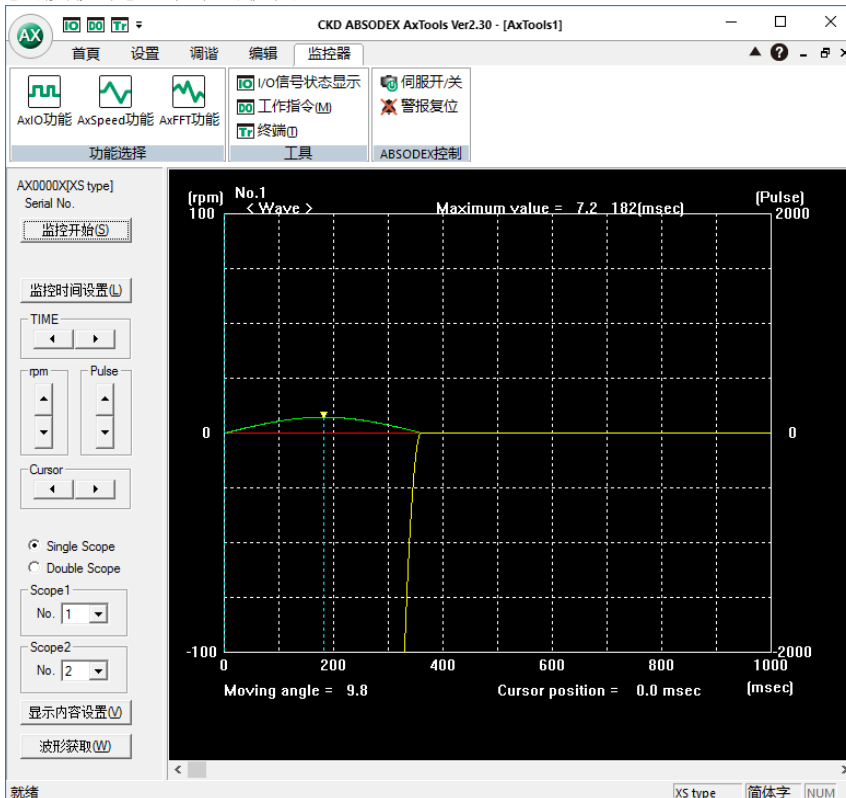 AX
IO DO Tr
CKD ABSODEX AxTools Ver2.30 - [AxTools1]
首頁 设置 调谐 编辑 监控器
AxIO功能 AxSpeed功能 AxFFT功能
功能选择
IO I/O信号状态显示
DO 工作指令(M)
Tr 终端(T)
工具
伺服开/关
警报复位
ABSODEX控制
AX0000X[XS type]
Serial No.
监控开始(S)
监控时间设置(L)
TIME
rpm Pulse
Cursor
Single Scope
Double Scope
Scope1
No. 1
Scope2
No. 2
显示内容设置(V)
波形获取(W)
(rpm) No.1 (Pulse)
100 < Wave > Maximum value = 7.2 182(msec) 2000
0 0
-100 -2000
0 200 400 600 800 1000
Moving angle = 9.8 Cursor position = 0.0 msec (msec)
就绪 XS type 简体字 NUM